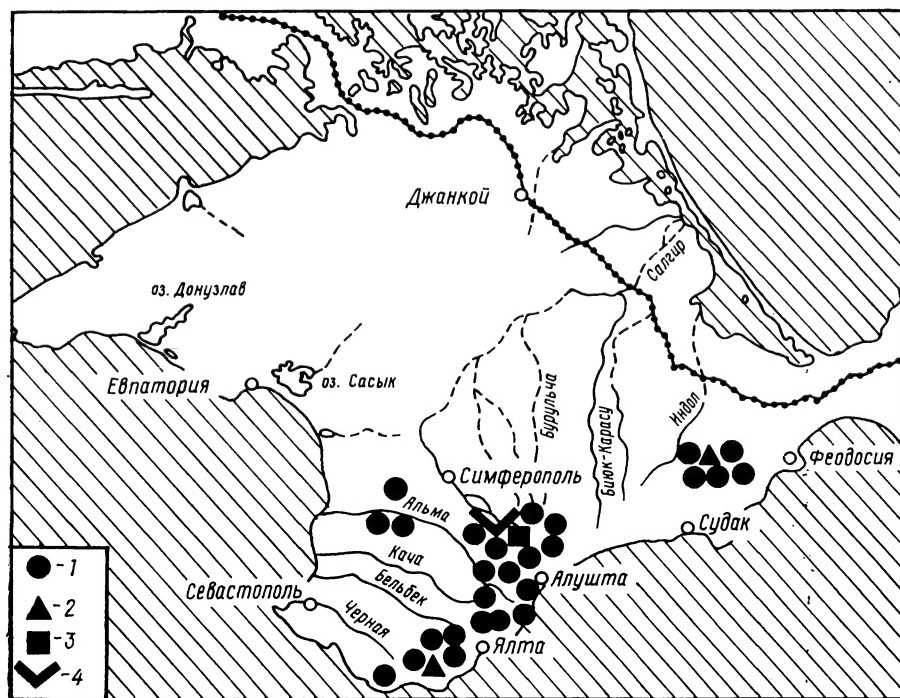 Джанкой
Салгир
оз. Донузлав
Евпатория
оз. Сасык
Бурульча
Биюк-Карасу
Индол
Феодосия
Симферополь
Судак
Альма
Кача
Бельбек
Алушта
Севастополь
Черная
Ялта
-1
-2
-3
-4